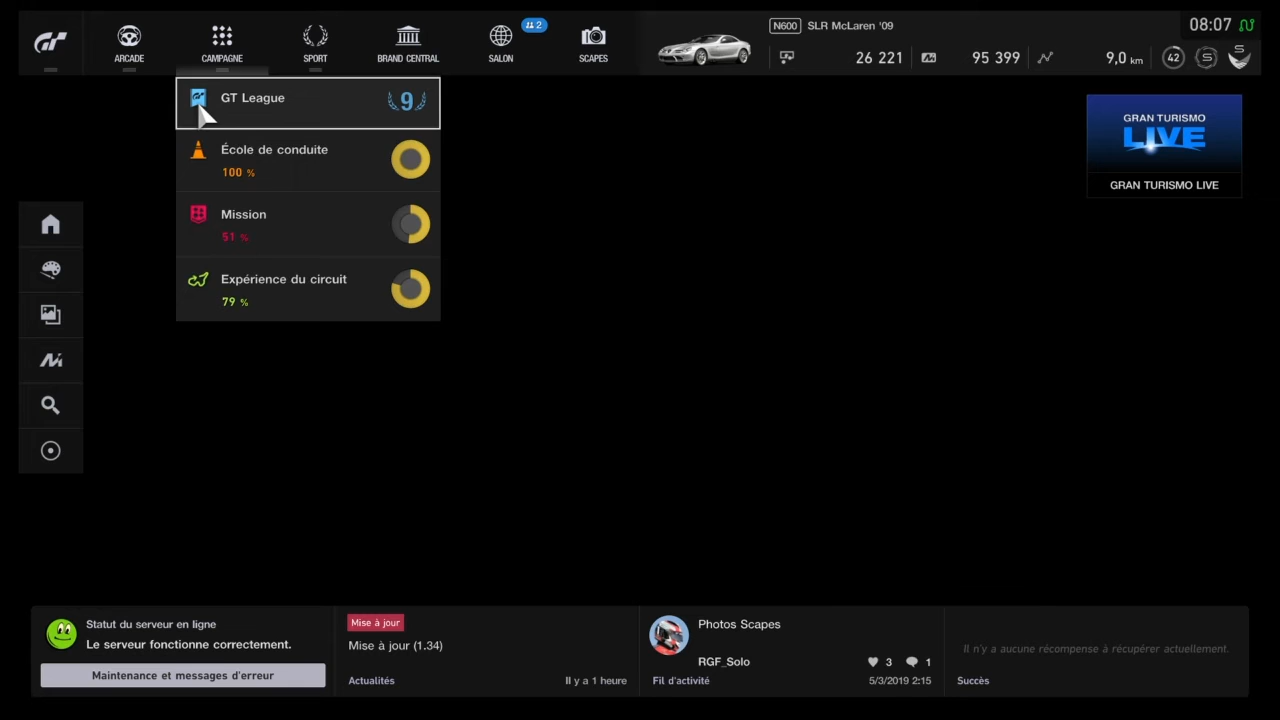 N600 SLR McLaren '09
08:07
2
ARCADE
CAMPAGNE
SPORT
BRAND CENTRAL
SALON
SCAPES
26 221
95 399
9,0 km
42
S
S
GT League
9
École de conduite
100 %
Mission
51 %
Expérience du circuit
79 %
GRAN TURISMO
LIVE
GRAN TURISMO LIVE
Statut du serveur en ligne
Le serveur fonctionne correctement.
Maintenance et messages d'erreur
Mise à jour
Mise à jour (1.34)
Actualités
Il y a 1 heure
Photos Scapes
RGF_Solo
3
1
Fil d'activité
5/3/2019 2:15
Il n'y a aucune récompense à récupérer actuellement.
Succès